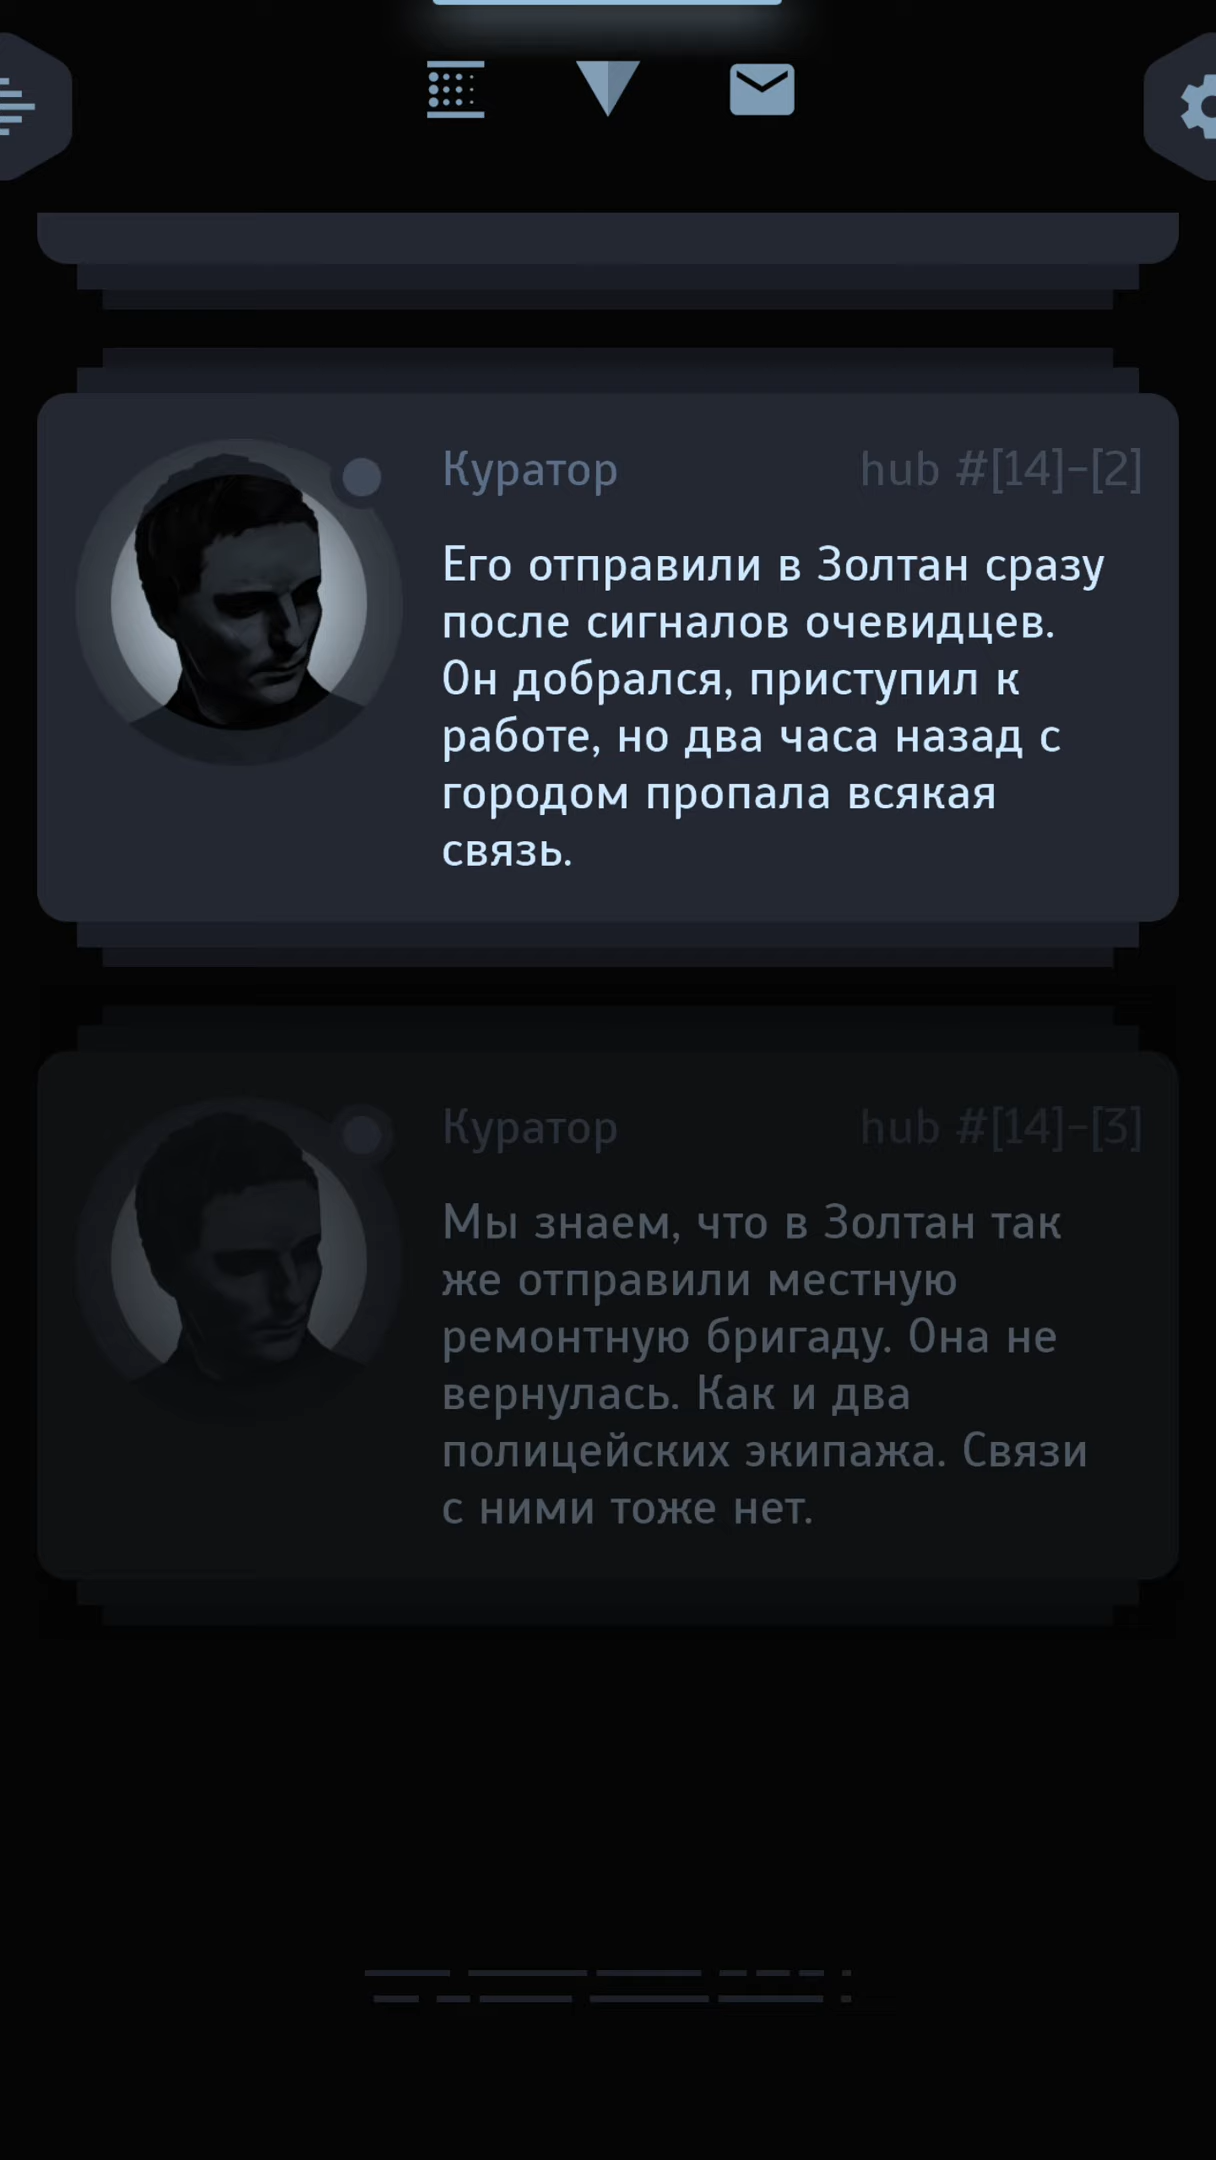 Куратор hub #[14]-[2]
Его отправили в Золтан сразу
после сигналов очевидцев.
Он добрался, приступил к
работе, но два часа назад с
городом пропала всякая
связь.
Куратор hub #[14]-[3]
Мы знаем, что в Золтан так
же отправили местную
ремонтную бригаду. Она не
вернулась. Как и два
полицейских экипажа. Связи
с ними тоже нет.